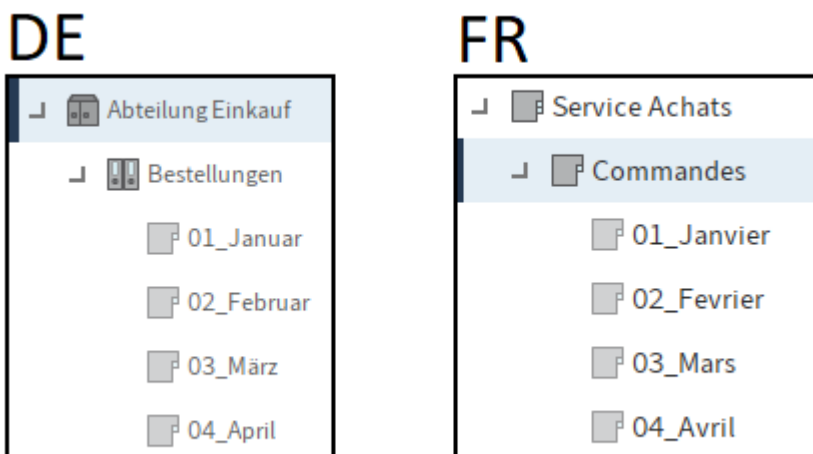 DE
Abteilung Einkauf
Bestellungen
01_Januar
02_Februar
03_März
04_April
FR
Service Achats
Commandes
01_Janvier
02_Fevrier
03_Mars
04_Avril